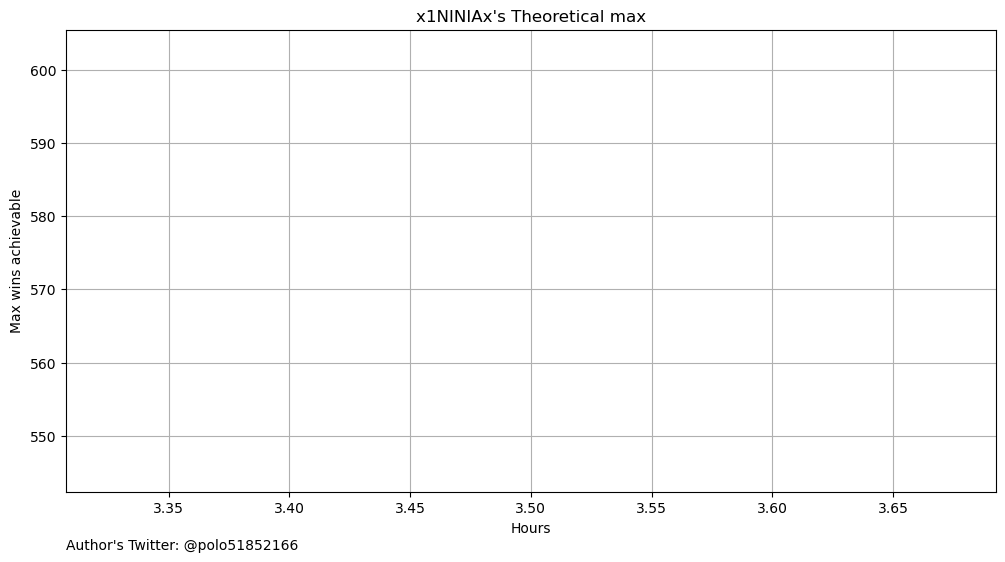 x1NINIAx's Theoretical max
Max wins achievable
600
590
580
570
560
550
3.35 3.40 3.45 3.50 3.55 3.60 3.65
Hours
Author's Twitter: @polo51852166